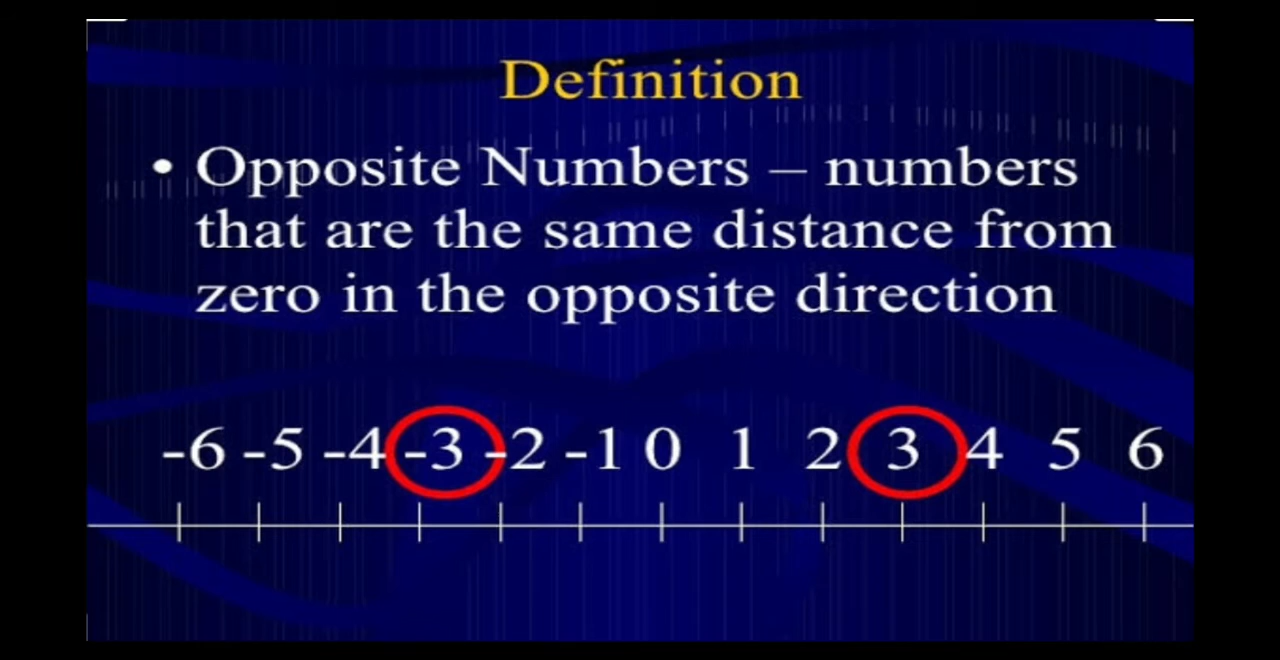 Definition
• Opposite Numbers – numbers
that are the same distance from
zero in the opposite direction
-6 -5 -4 -3 -2 -1 0 1 2 3 4 5 6